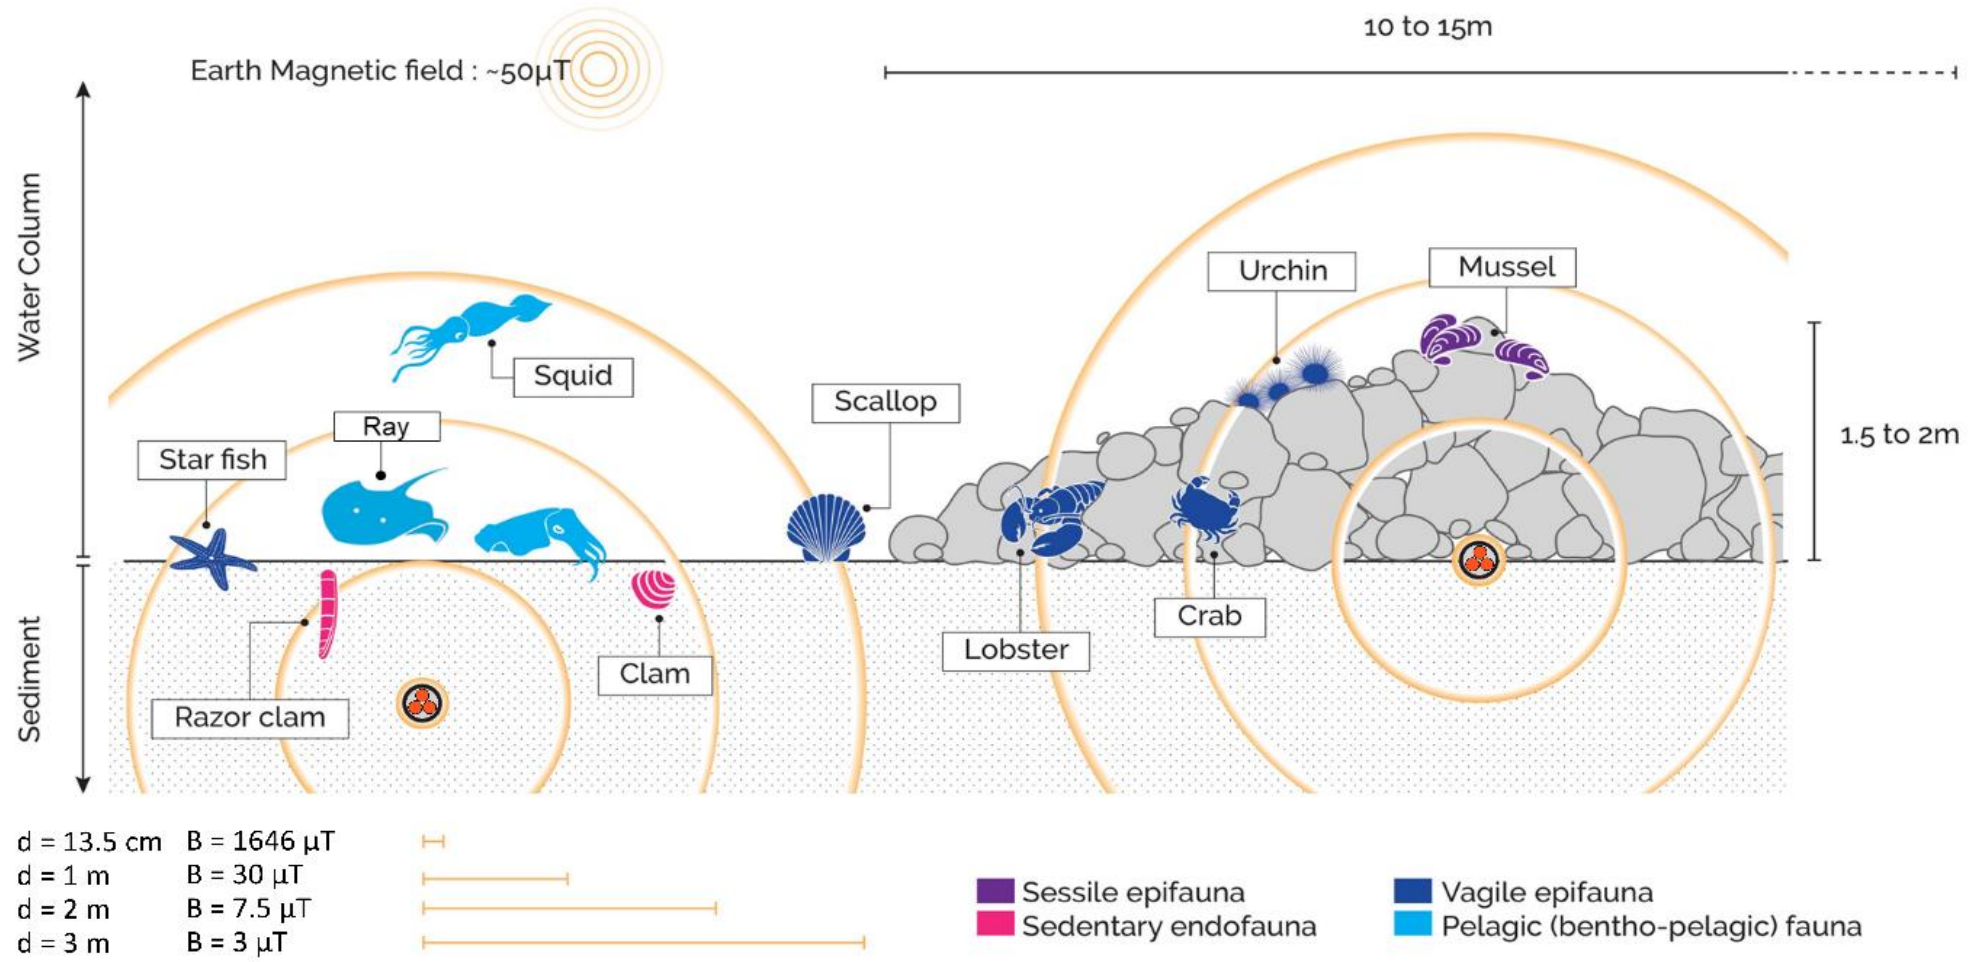 10 to 15m
Earth Magnetic field : ~50µT
Water Column
Urchin
Mussel
Squid
Scallop
Ray
Star fish
1.5 to 2m
Crab
Lobster
Clam
Razor clam
Sediment
d = 13.5 cm B = 1646 µT
d = 1 m B = 30 µT
d = 2 m B = 7.5 µT
d = 3 m B = 3 µT
Sessile epifauna
Vagile epifauna
Sedentary endofauna
Pelagic (bentho-pelagic) fauna